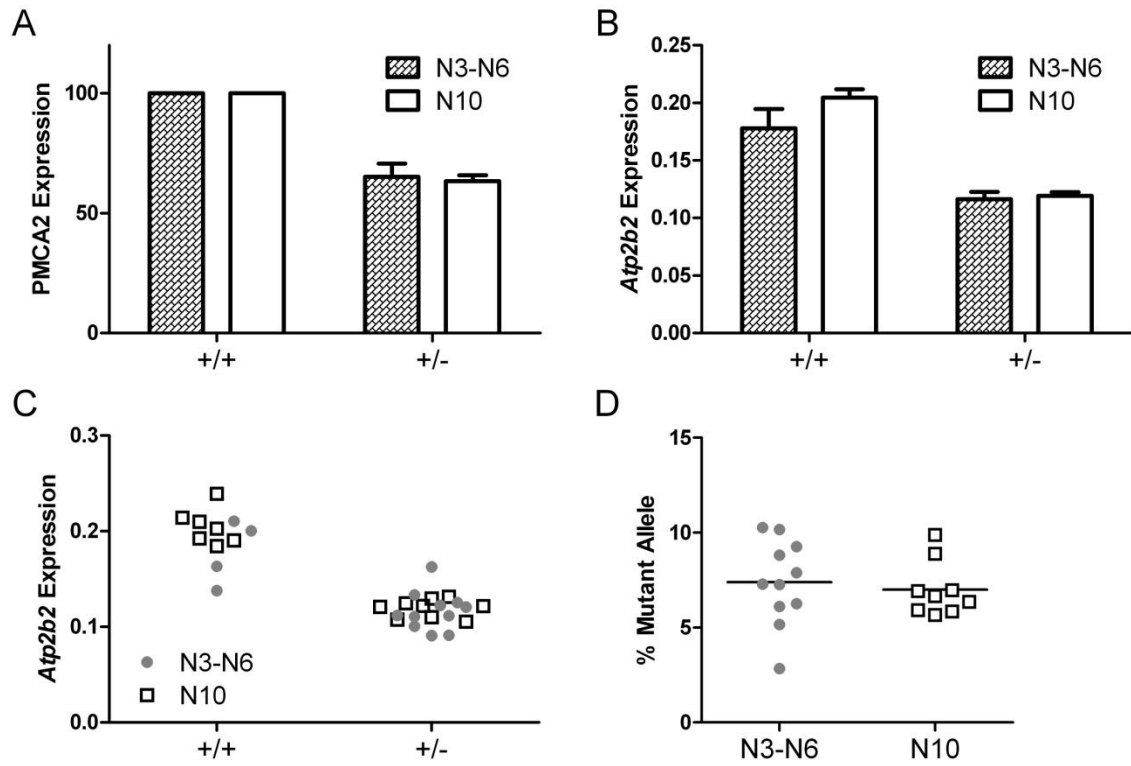 A
PMCA2 Expression
100
50
0
N3-N6
N10
+/+
+/-
B
Atp2b2 Expression
0.25
0.20
0.15
0.10
0.05
0.00
N3-N6
N10
+/+
+/-
C
Atp2b2 Expression
0.3
0.2
0.1
0.0
N3-N6
N10
+/+
+/-
D
% Mutant Allele
15
10
5
0
N3-N6
N10